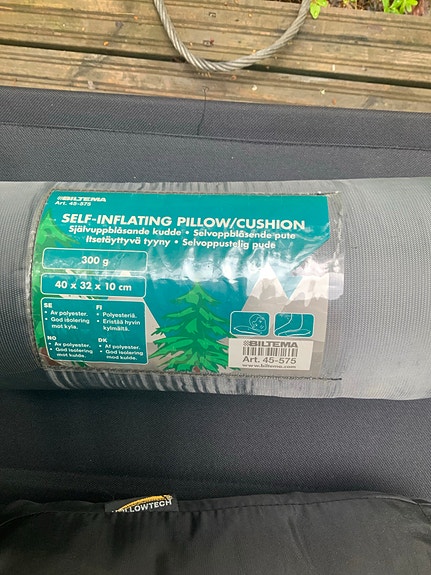 BILTEMA
Art. 45-575
SELF-INFLATING PILLOW/CUSHION
Självuppblåsande kudde • Selvoppblåsende pute
Itsetäyttyvä tyyny • Selvoppustelig pude
300 g
40 x 32 x 10 cm
SE
• Av polyester.
• God isolering
mot kyla.
FI
• Polyesteriä.
• Eristää hyvin
kylmältä.
NO
• Av polyester.
• God isolering
mot kulde.
DK
• Af polyester.
• God isolering
mod kulde.
BILTEMA
Art. 45-575
www.biltema.com
YELLOWTECH